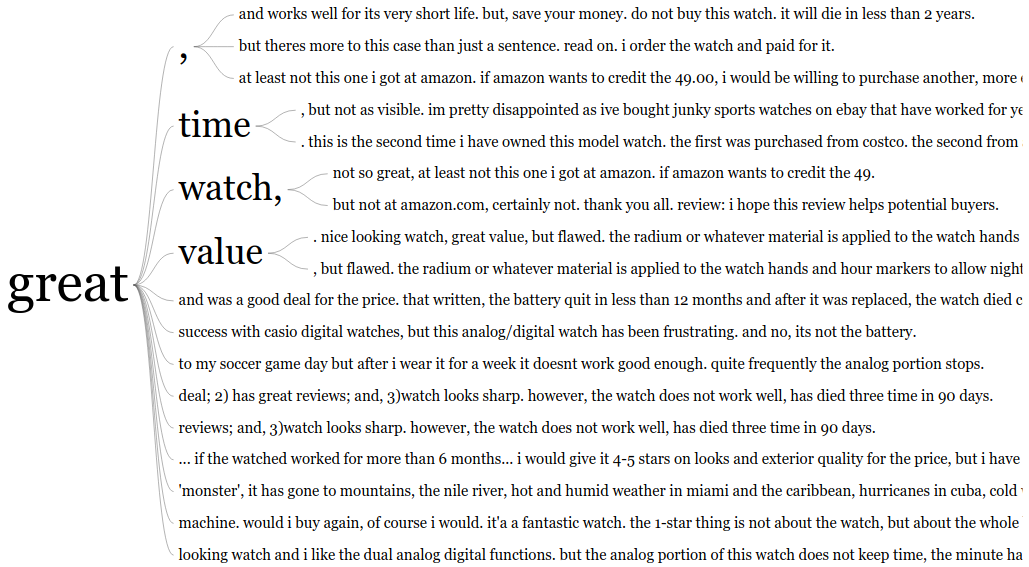 great
,
and works well for its very short life. but, save your money. do not buy this watch. it will die in less than 2 years.
but theres more to this case than just a sentence. read on. i order the watch and paid for it.
at least not this one i got at amazon. if amazon wants to credit the 49.00, i would be willing to purchase another, more
time
, but not as visible. im pretty disappointed as ive bought junky sports watches on ebay that have worked for ye
. this is the second time i have owned this model watch. the first was purchased from costco. the second from
watch,
not so great, at least not this one i got at amazon. if amazon wants to credit the 49.
but not at amazon.com, certainly not. thank you all. review: i hope this review helps potential buyers.
value
. nice looking watch, great value, but flawed. the radium or whatever material is applied to the watch hands
, but flawed. the radium or whatever material is applied to the watch hands and hour markers to allow night
and was a good deal for the price. that written, the battery quit in less than 12 months and after it was replaced, the watch died c
success with casio digital watches, but this analog/digital watch has been frustrating. and no, its not the battery.
to my soccer game day but after i wear it for a week it doesnt work good enough. quite frequently the analog portion stops.
deal; 2) has great reviews; and, 3)watch looks sharp. however, the watch does not work well, has died three time in 90 days.
reviews; and, 3)watch looks sharp. however, the watch does not work well, has died three time in 90 days.
... if the watched worked for more than 6 months... i would give it 4-5 stars on looks and exterior quality for the price, but i have
'monster', it has gone to mountains, the nile river, hot and humid weather in miami and the caribbean, hurricanes in cuba, cold
machine. would i buy again, of course i would. it'a a fantastic watch. the 1-star thing is not about the watch, but about the whole
looking watch and i like the dual analog digital functions. but the analog portion of this watch does not keep time, the minute ha